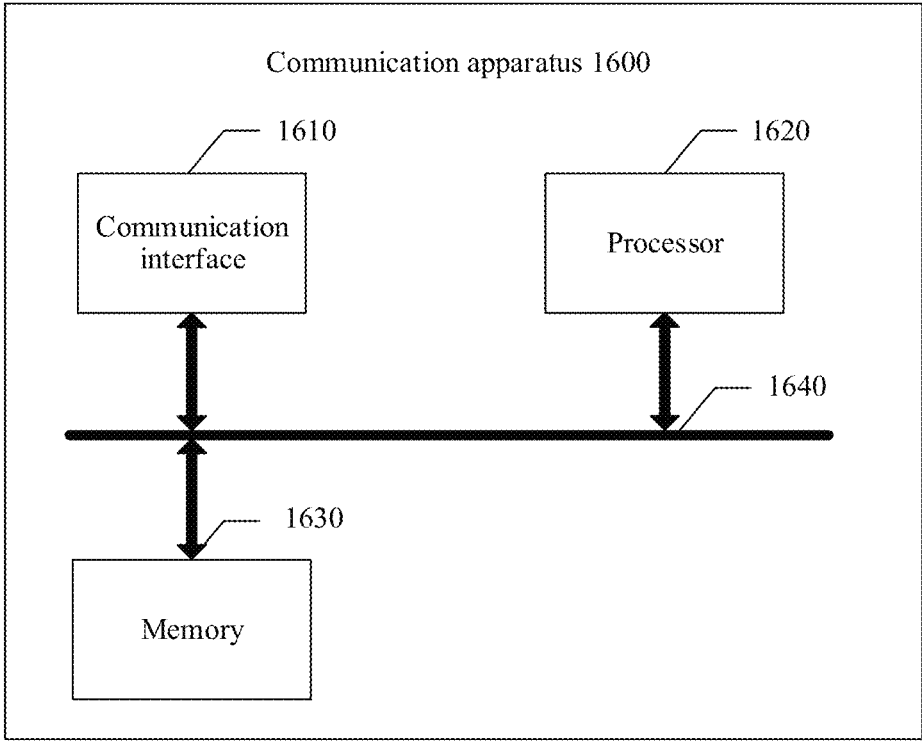 Communication apparatus 1600
1610
1620
Communication
interface
Processor
1640
1630
Memory